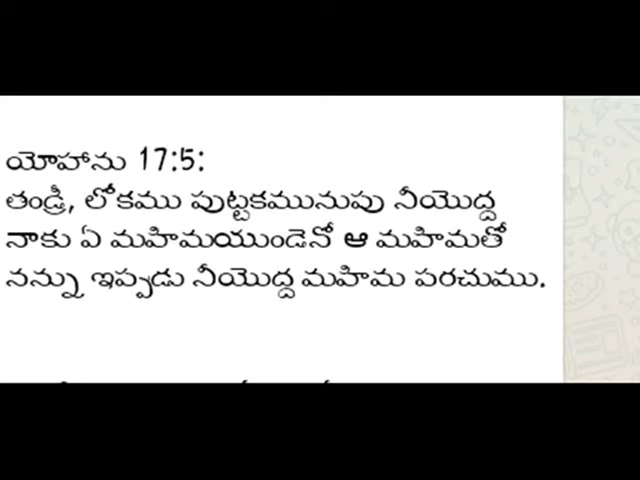 యోహాను 17:5:
తండ్రీ, లోకము పుట్టకమునుపు నీయొద్ద
నాకు ఏ మహిమయుండెనో ఆ మహిమతో
నన్ను ఇప్పుడు నీయొద్ద మహిమ పరచుము.